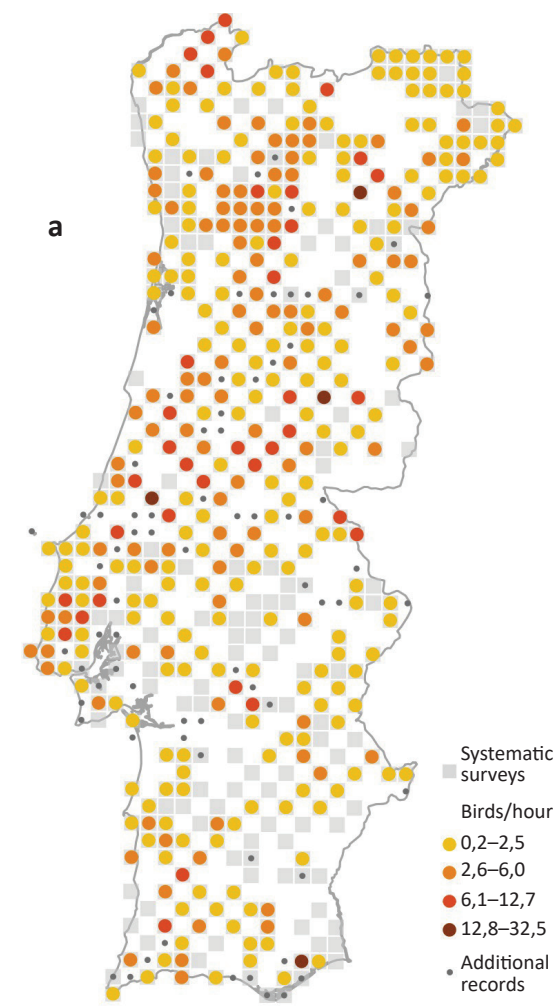 a
Systematic
surveys
Birds/hour
0,2–2,5
2,6–6,0
6,1–12,7
12,8–32,5
Additional
records